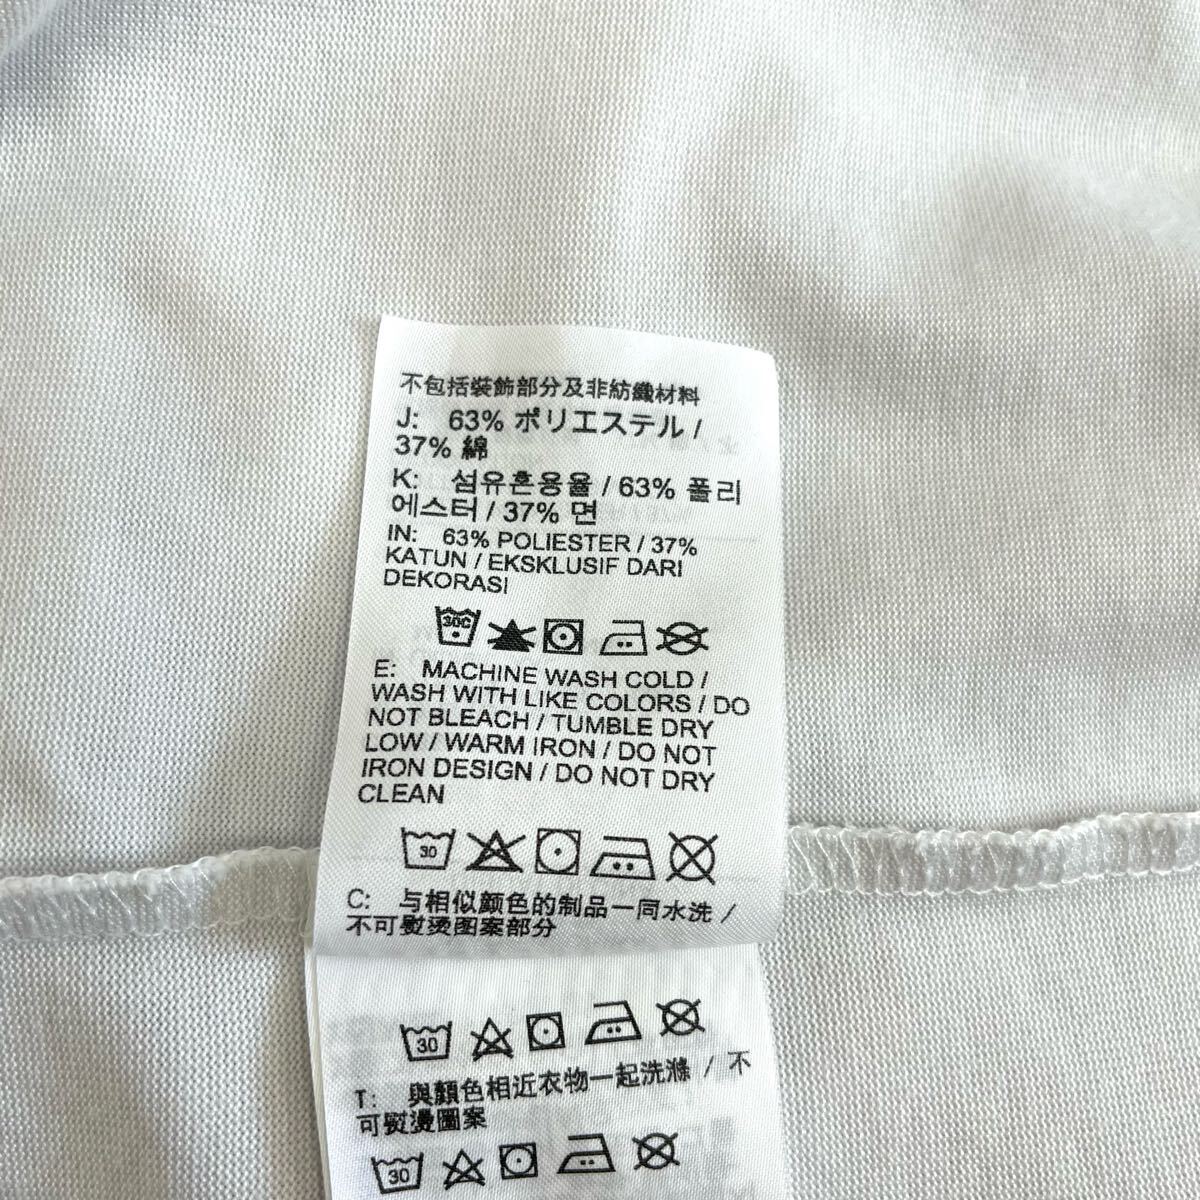 不包括裝飾部分及非紡織材料
J: 63% ポリエステル /
37% 綿
K: 섬유혼용율 / 63% 폴리
에스터 / 37% 면
IN: 63% POLIESTER / 37%
KATUN / EKSKLUSIF DARI
DEKORASI
30C
E: MACHINE WASH COLD /
WASH WITH LIKE COLORS / DO
NOT BLEACH / TUMBLE DRY
LOW / WARM IRON / DO NOT
IRON DESIGN / DO NOT DRY
CLEAN
30
C: 与相似颜色的制品一同水洗 /
不可熨烫图案部分
30
T: 與顏色相近衣物一起洗滌 / 不
可熨燙圖案
30